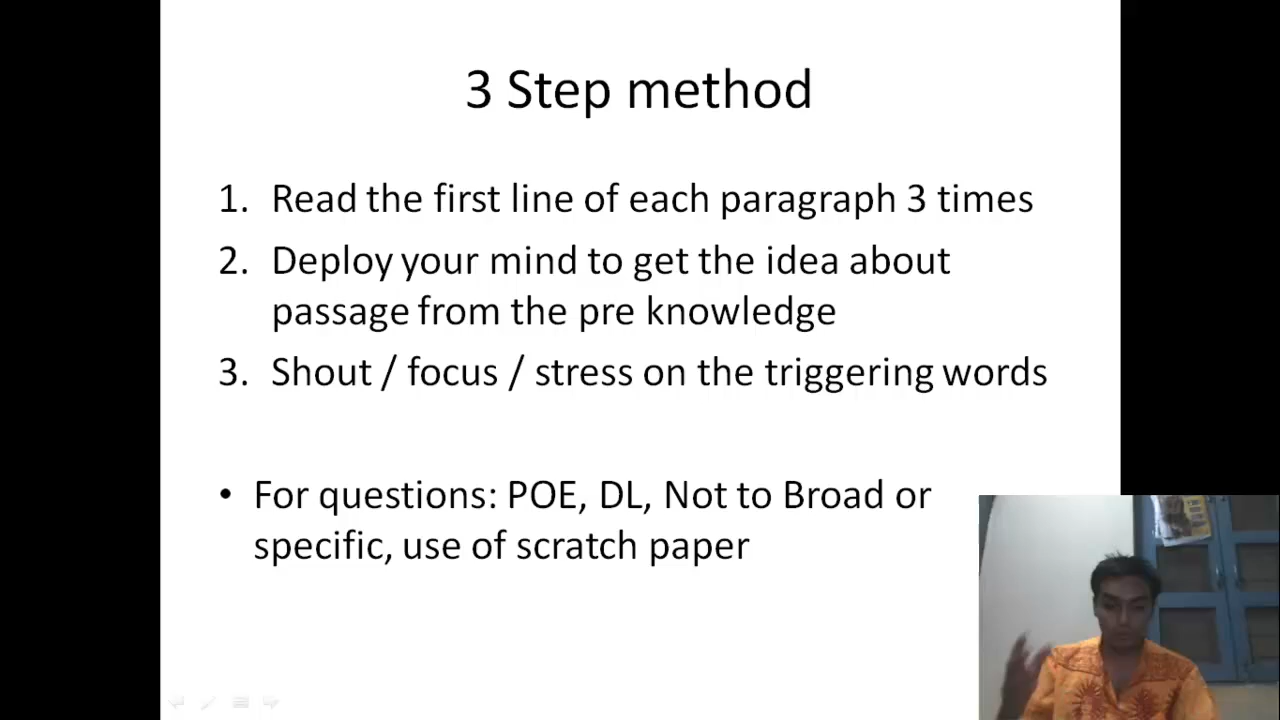 3 Step method
1. Read the first line of each paragraph 3 times
2. Deploy your mind to get the idea about
passage from the pre knowledge
3. Shout / focus / stress on the triggering words
• For questions: POE, DL, Not to Broad or
specific, use of scratch paper